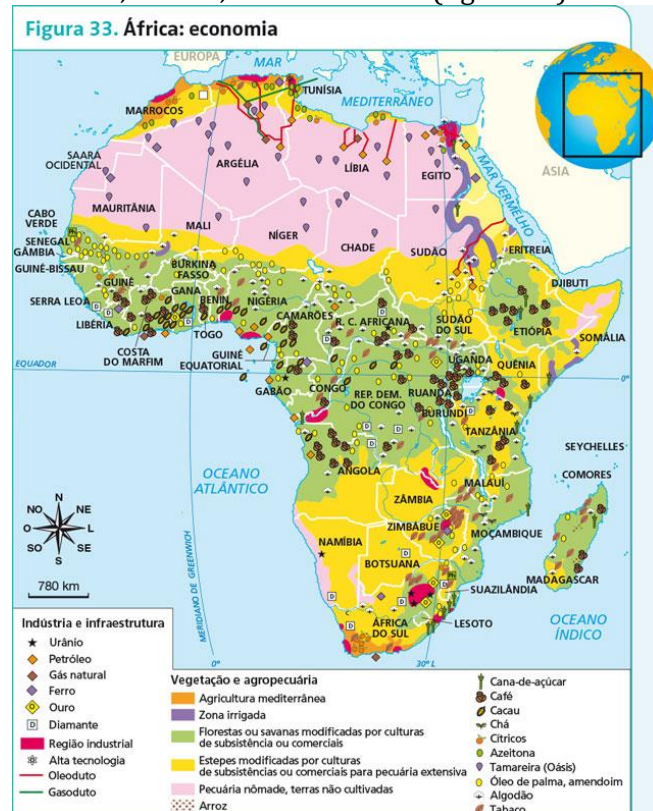 Figura 33. África: economia
EUROPA
MAR
MEDITERRÂNEO
TUNÍSIA
MARROCOS
ARGÉLIA
LÍBIA
EGITO
ÁSIA
MAR VERMELHO
SAARA
OCIDENTAL
MAURITÂNIA
MALI
NÍGER
CHADE
SUDÃO
ERITREIA
CABO
VERDE
SENEGAL
GÂMBIA
GUINÉ-BISSAU
BURKINA
FASSO
DJIBUTI
GUINÉ
GANA
BENIN
NIGÉRIA
SERRA LEOA
CAMARÕES
R. C. AFRICANA
SUDÃO
DO SUL
ETIÓPIA
SOMÁLIA
LIBÉRIA
TOGO
COSTA
DO MARFIM
GUINÉ
EQUATORIAL
UGANDA
QUÊNIA
EQUADOR
0°
GABÃO
CONGO
REP. DEM.
DO CONGO
RUANDA
BURUNDI
TANZÂNIA
SEYCHELLES
COMORES
OCEANO
ATLÂNTICO
ANGOLA
ZÂMBIA
MALAUÍ
ZIMBÁBUE
MOÇAMBIQUE
NAMÍBIA
BOTSUANA
MADAGASCAR
SUAZILÂNDIA
ÁFRICA
DO SUL
LESOTO
OCEANO
ÍNDICO
NO N NE
O L
SO S SE
780 km
MERIDIANO DE GREENWICH
0°
30° L
Indústria e infraestrutura
Urânio
Petróleo
Gás natural
Ferro
Ouro
D Diamante
Região industrial
Alta tecnologia
Oleoduto
Gasoduto
Vegetação e agropecuária
Agricultura mediterrânea
Zona irrigada
Florestas ou savanas modificadas por culturas
de subsistência ou comerciais
Estepes modificadas por culturas
de subsistência ou comerciais para pecuária extensiva
Pecuária nômade, terras não cultivadas
Arroz
Cana-de-açúcar
Café
Cacau
Chá
Cítricos
Azeitona
Tamareira (Oásis)
Óleo de palma, amendoim
Algodão
Tabaco